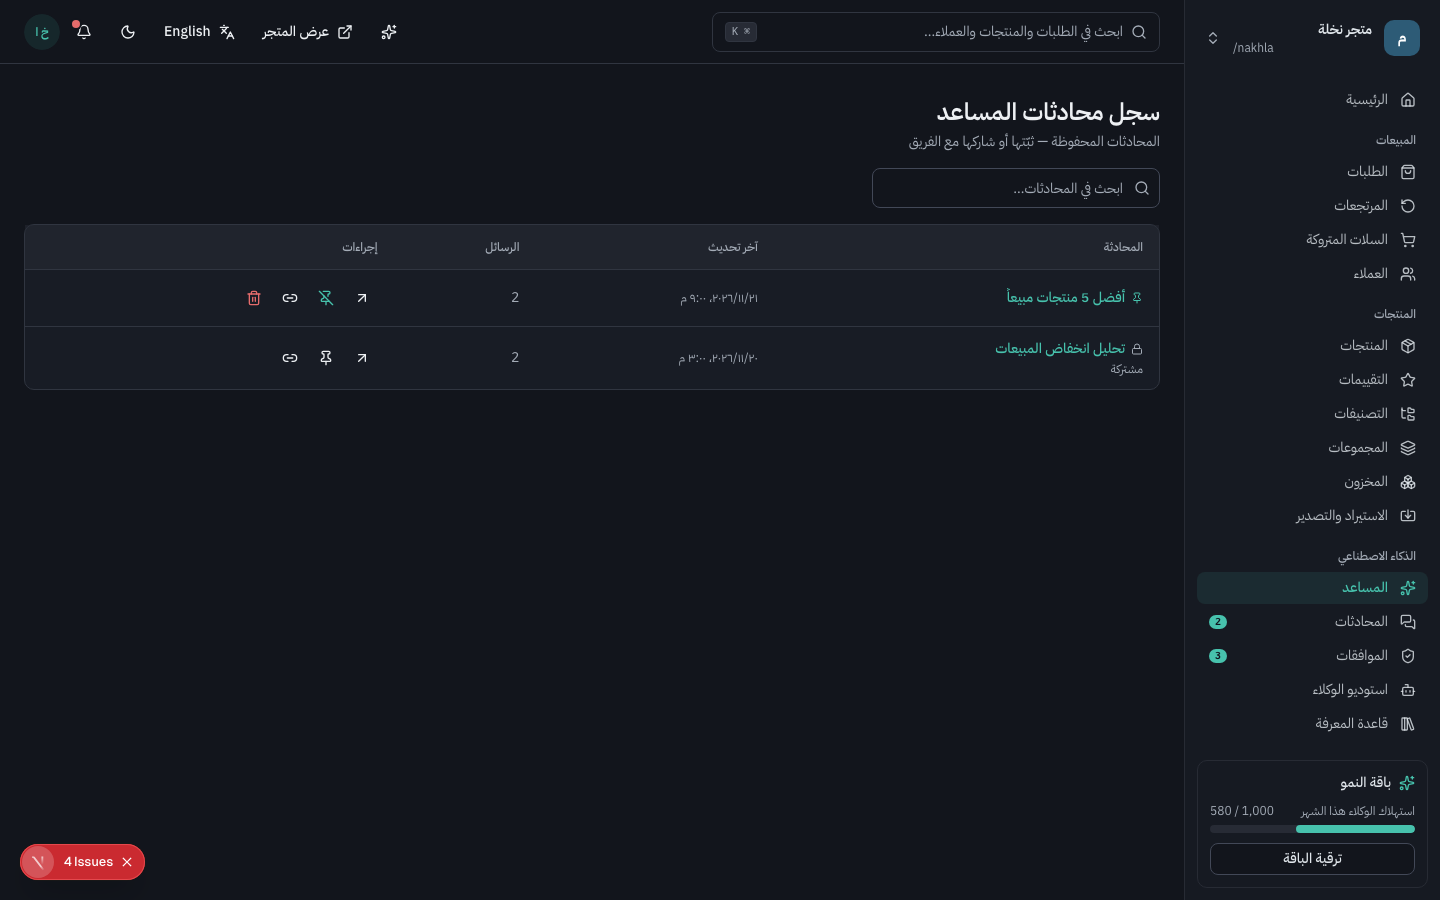 متجر نخلة
/nakhla
م
ابحث في الطلبات والمنتجات والعملاء...
⌘ K
عرض المتجر
English
خ ا
الرئيسية
المبيعات
الطلبات
المرتجعات
السلات المتروكة
العملاء
المنتجات
المنتجات
التقييمات
التصنيفات
المجموعات
المخزون
الاستيراد والتصدير
الذكاء الاصطناعي
المساعد
المحادثات 2
الموافقات 3
استوديو الوكلاء
قاعدة المعرفة
باقة النمو
استهلاك الوكلاء هذا الشهر 580 / 1,000
ترقية الباقة
سجل محادثات المساعد
المحادثات المحفوظة — ثبّتها أو شاركها مع الفريق
ابحث في المحادثات...
المحادثة آخر تحديث الرسائل إجراءات
أفضل 5 منتجات مبيعاً ٢٠٢٦/١١/٢١، ٩:٠٠ م 2
تحليل انخفاض المبيعات ٢٠٢٦/١١/٢٠، ٣:٠٠ م 2
مشتركة
4 Issues